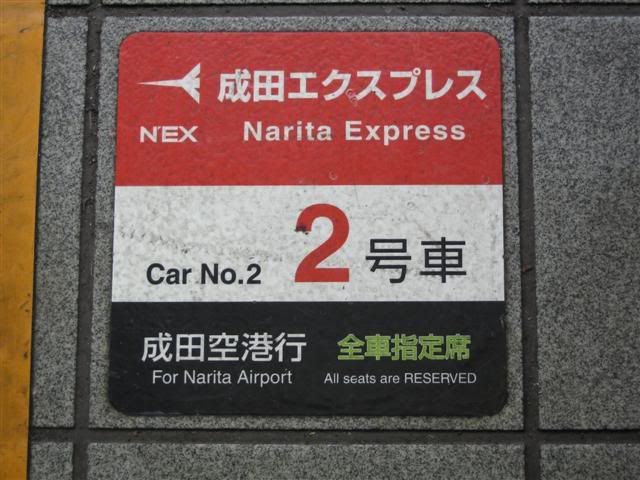 成田エクスプレス
N'EX Narita Express
Car No.2 2号車
成田空港行 全車指定席
For Narita Airport All seats are RESERVED